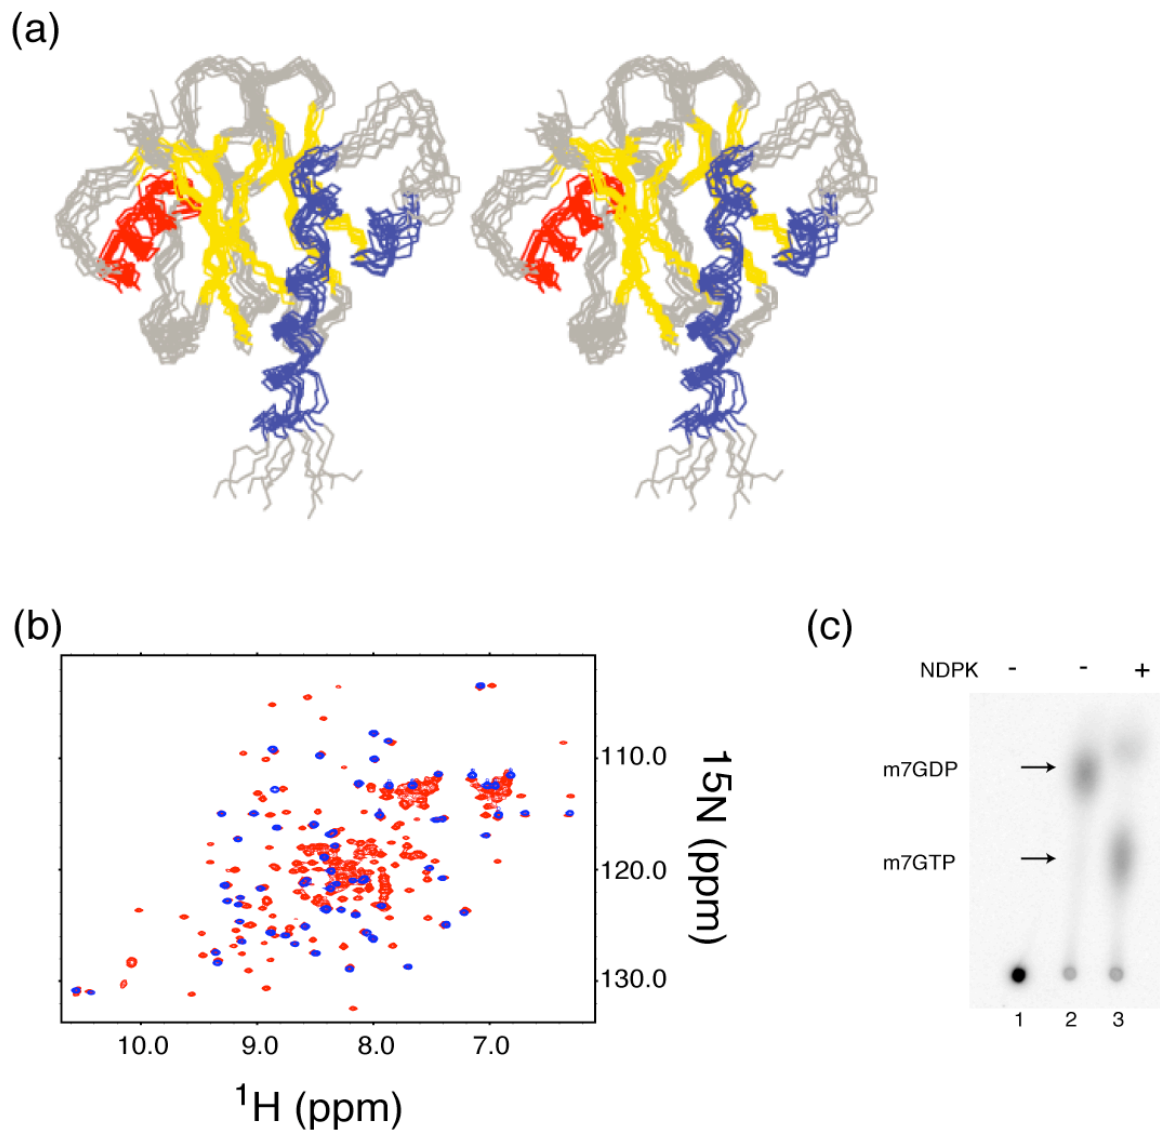 (a)
(b)
(c)
NDPK - - +
m7GDP
m7GTP
1 2 3
110.0
120.0
130.0
15N (ppm)
10.0 9.0 8.0 7.0
¹H (ppm)